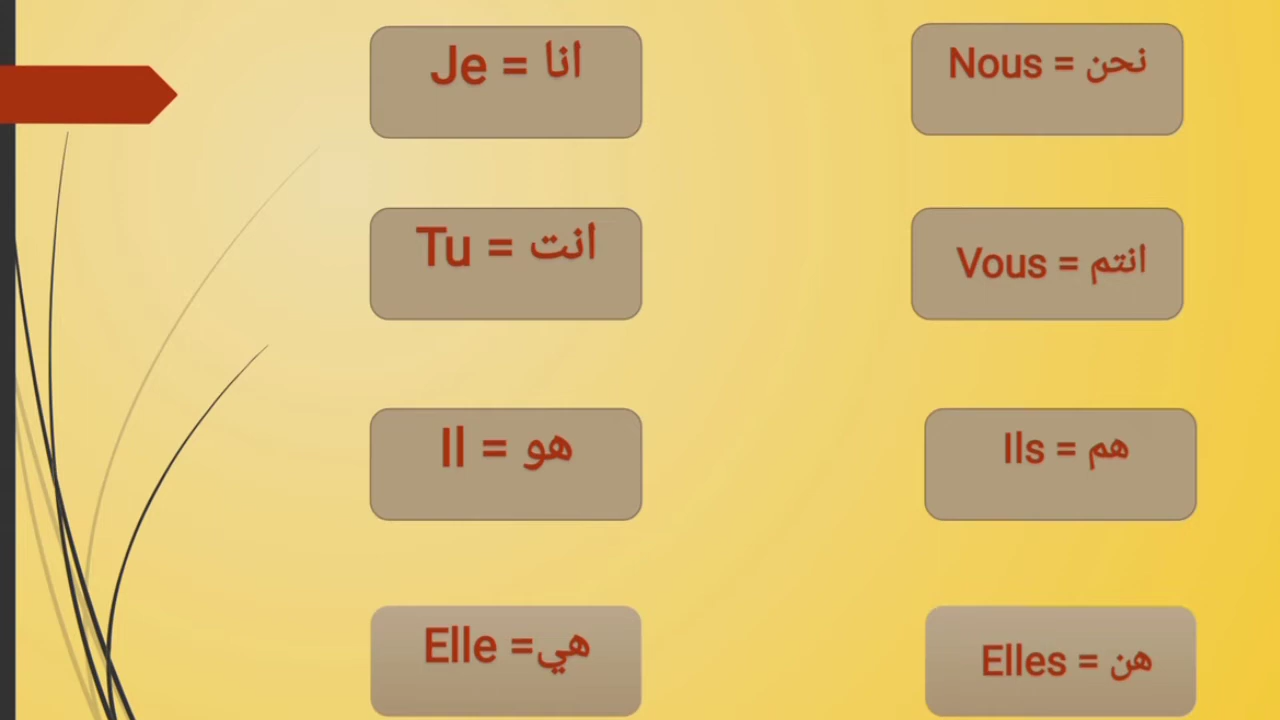 Je = انا
Nous = نحن
Tu = انت
Vous = انتم
Il = هو
Ils = هم
Elle =هي
Elles = هن